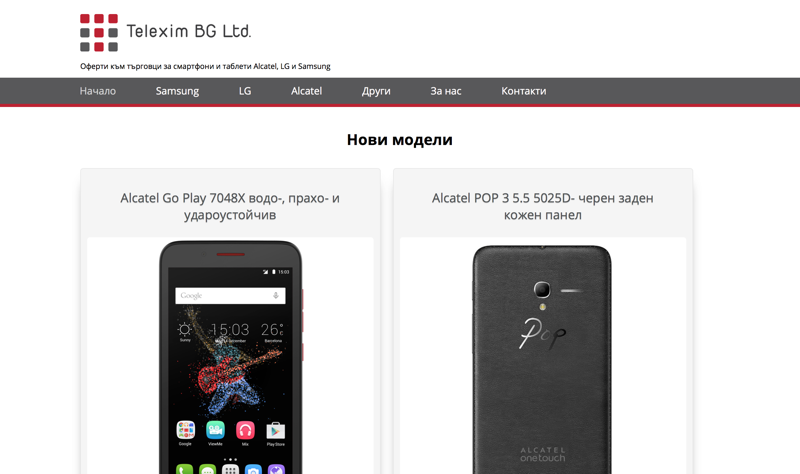 Telexim BG Ltd.
Оферти към търговци за смартфони и таблети Alcatel, LG и Samsung
Начало Samsung LG Alcatel Други За нас Контакти
Нови модели
Alcatel Go Play 7048X водо-, прахо- и
удароустойчив
Alcatel POP 3 5.5 5025D- черен заден
кожен панел
15:03
Google
15:03 26°
Barcelona
Google ViewMe Mix Play Store
Pop
ALCATEL
onetouch